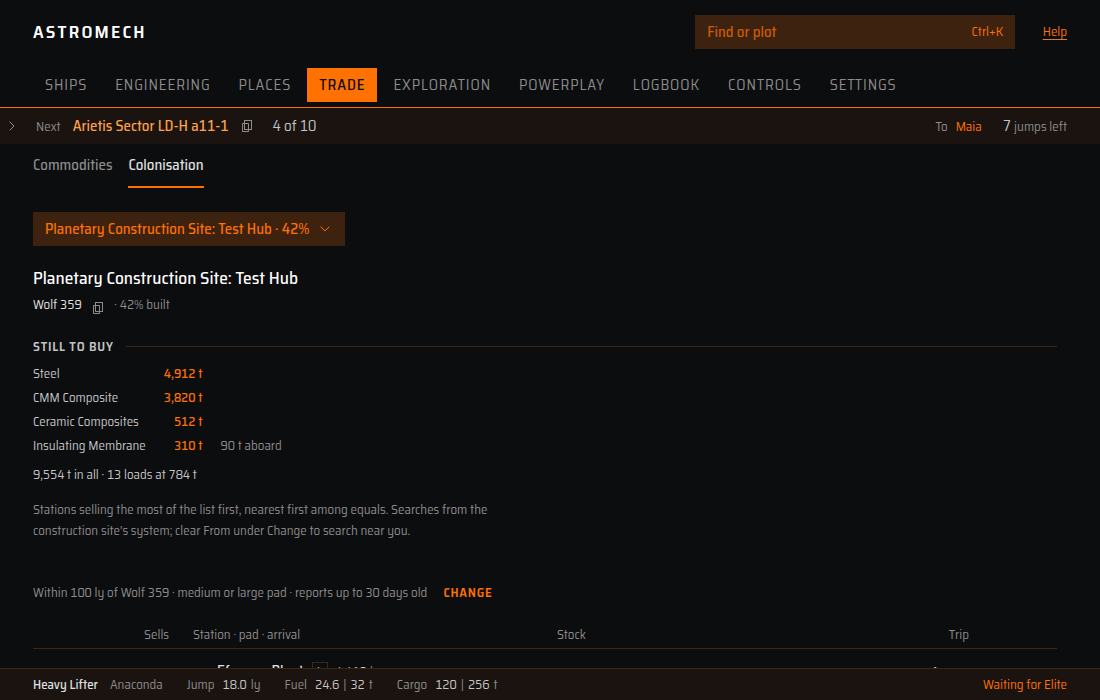 ASTROMECH
Find or plot Ctrl+K Help
SHIPS ENGINEERING PLACES TRADE EXPLORATION POWERPLAY LOGBOOK CONTROLS SETTINGS
Next Arietis Sector LD-H a11-1 4 of 10 To Maia 7 jumps left
Commodities Colonisation
Planetary Construction Site: Test Hub · 42%
Planetary Construction Site: Test Hub
Wolf 359 · 42% built
STILL TO BUY
Steel 4,912 t
CMM Composite 3,820 t
Ceramic Composites 512 t
Insulating Membrane 310 t 90 t aboard
9,554 t in all · 13 loads at 784 t
Stations selling the most of the list first, nearest first among equals. Searches from the
construction site's system; clear From under Change to search near you.
Within 100 ly of Wolf 359 · medium or large pad · reports up to 30 days old CHANGE
Sells Station · pad · arrival Stock Trip
Heavy Lifter Anaconda Jump 18.0 ly Fuel 24.6 | 32 t Cargo 120 | 256 t Waiting for Elite